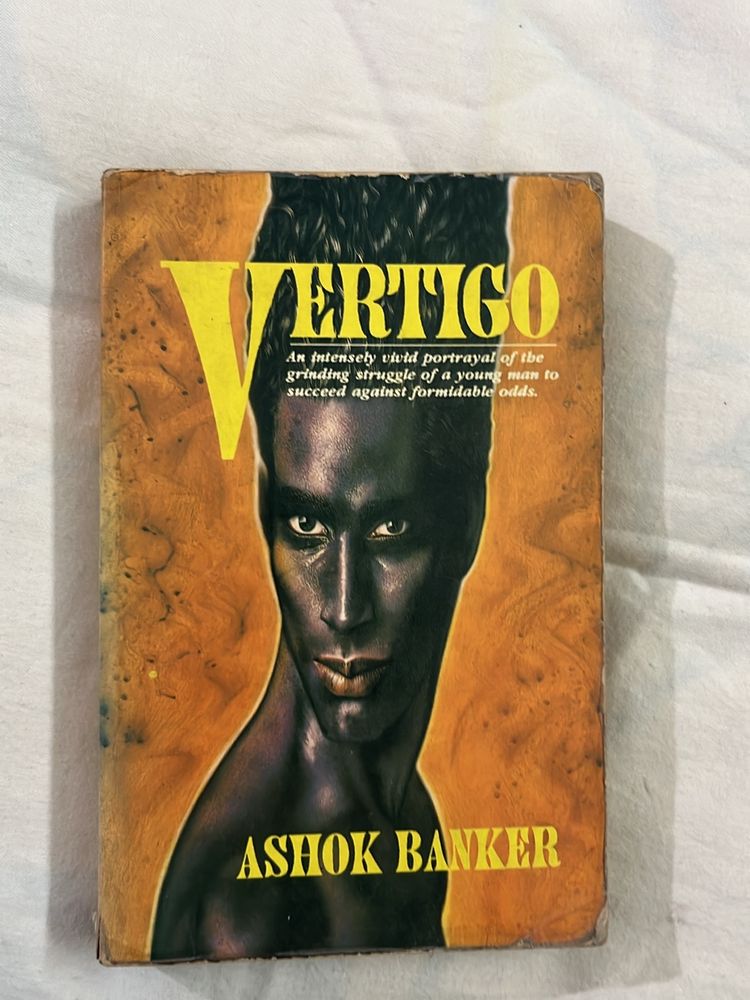 VERTIGO
An intensely vivid portrayal of the
grinding struggle of a young man to
succeed against formidable odds.
ASHOK BANKER